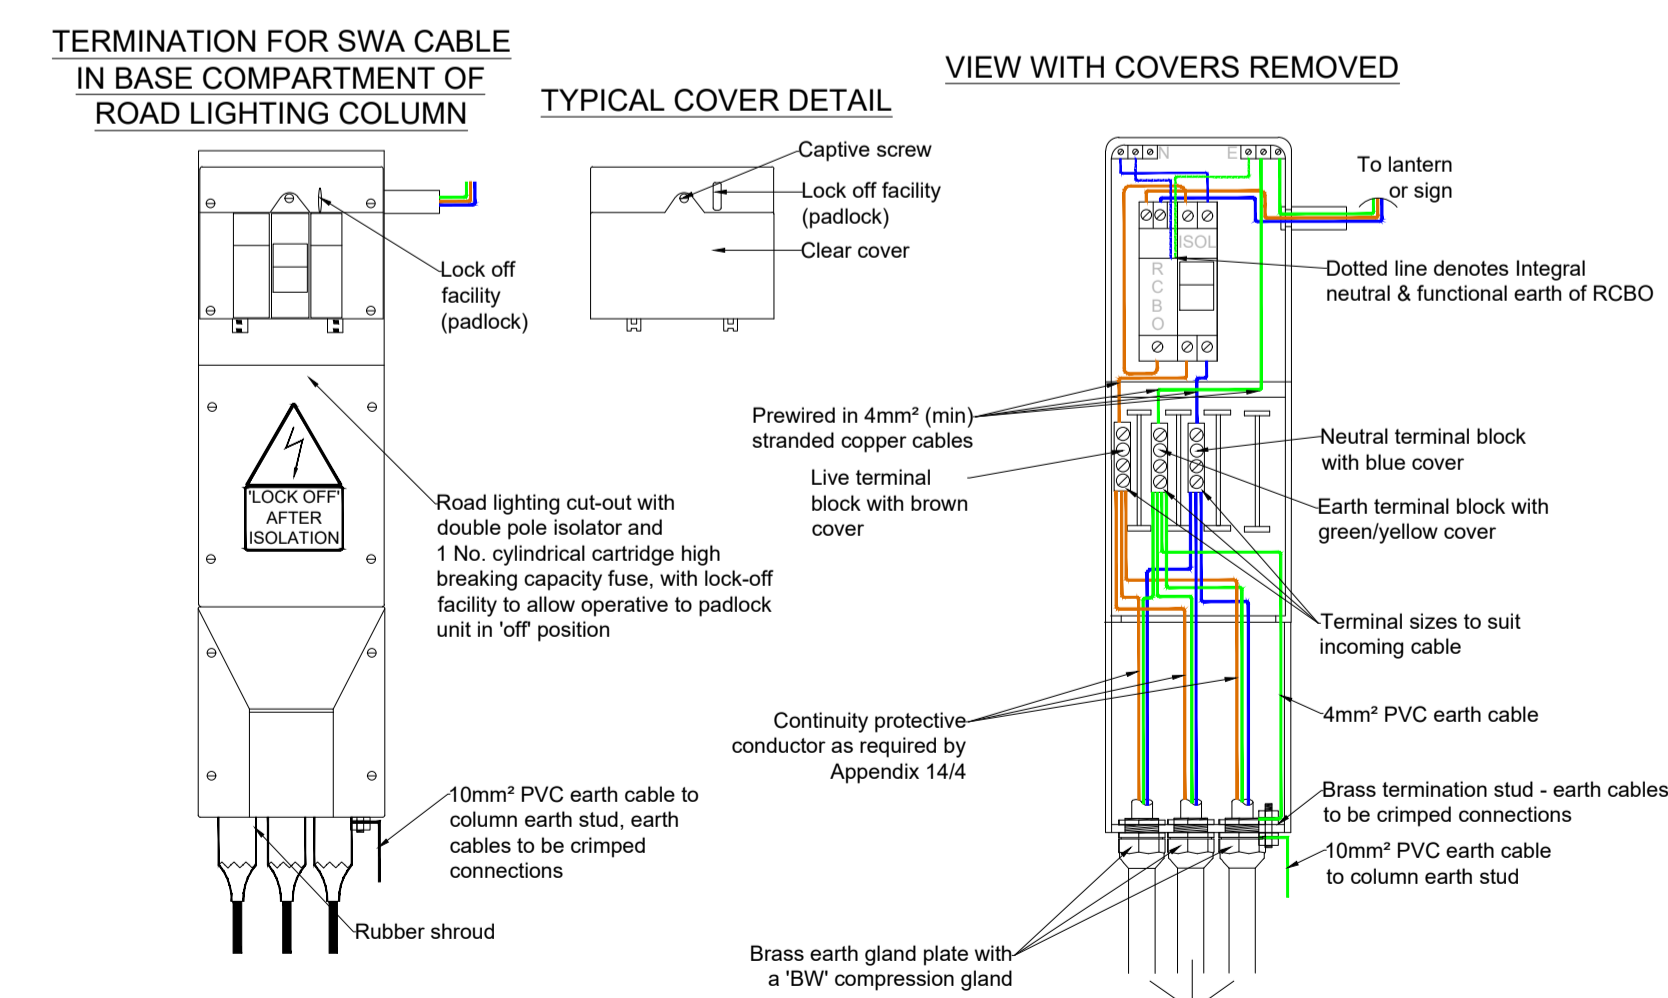 TERMINATION FOR SWA CABLE
IN BASE COMPARTMENT OF
ROAD LIGHTING COLUMN
TYPICAL COVER DETAIL
VIEW WITH COVERS REMOVED
Captive screw
Lock off facility
(padlock)
Clear cover
Lock off
facility
(padlock)
'LOCK OFF'
AFTER
ISOLATION
Road lighting cut-out with
double pole isolator and
1 No. cylindrical cartridge high
breaking capacity fuse, with lock-off
facility to allow operative to padlock
unit in 'off' position
10mm² PVC earth cable to
column earth stud, earth
cables to be crimped
connections
Rubber shroud
N
E
To lantern
or sign
ISOL
R
C
B
O
Dotted line denotes Integral
neutral & functional earth of RCBO
Prewired in 4mm² (min)
stranded copper cables
Live terminal
block with brown
cover
Neutral terminal block
with blue cover
Earth terminal block with
green/yellow cover
Terminal sizes to suit
incoming cable
4mm² PVC earth cable
Continuity protective
conductor as required by
Appendix 14/4
Brass termination stud - earth cables
to be crimped connections
10mm² PVC earth cable
to column earth stud
Brass earth gland plate with
a 'BW' compression gland